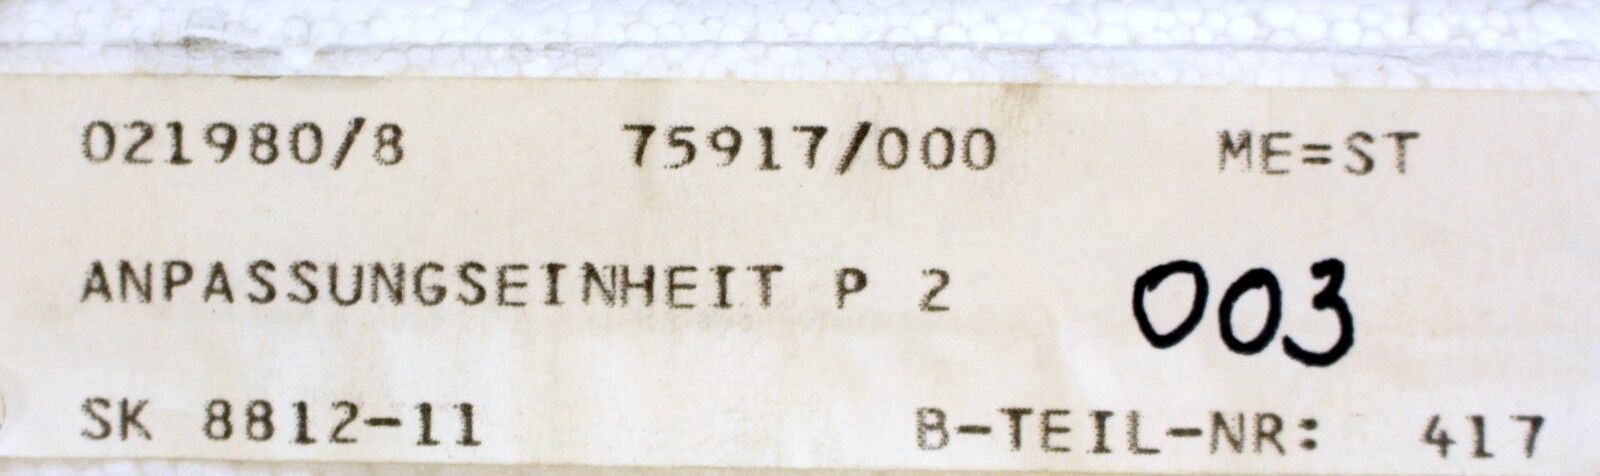 021980/8 75917/000 ME=ST
ANPASSUNGSEINHEIT P 2 003
SK 8812-11 B-TEIL-NR: 417